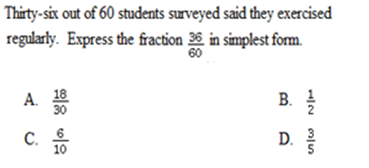 Thirty-six out of 60 students surveyed said they exercised
regularly. Express the fraction 36/60 in simplest form.
A. 18/30 B. 1/2
C. 6/10 D. 3/5